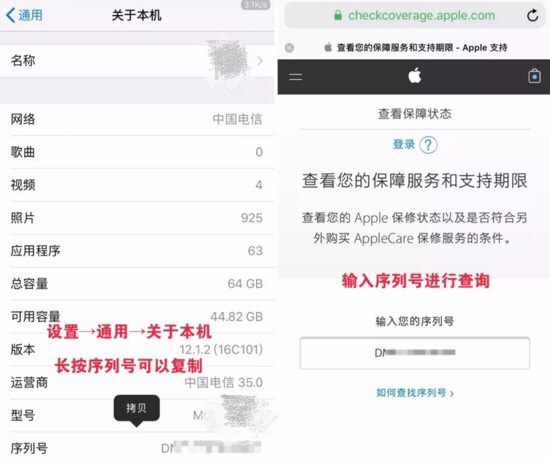 通用
关于本机
3.1K/s
名称
网络
中国电信
歌曲
0
视频
4
照片
925
应用程序
63
总容量
64 GB
可用容量
44.82 GB
设置→通用→关于本机
版本
12.1.2 (16C101)
长按序列号可以复制
运营商
中国电信 35.0
型号
拷贝
序列号
checkcoverage.apple.com
查看您的保障服务和支持期限 - Apple 支持
查看保障状态
登录 ?
查看您的保障服务和支持期限
查看您的 Apple 保修状态以及是否符合另
外购买 AppleCare 保修服务的条件。
输入序列号进行查询
输入您的序列号
如何查找序列号 >